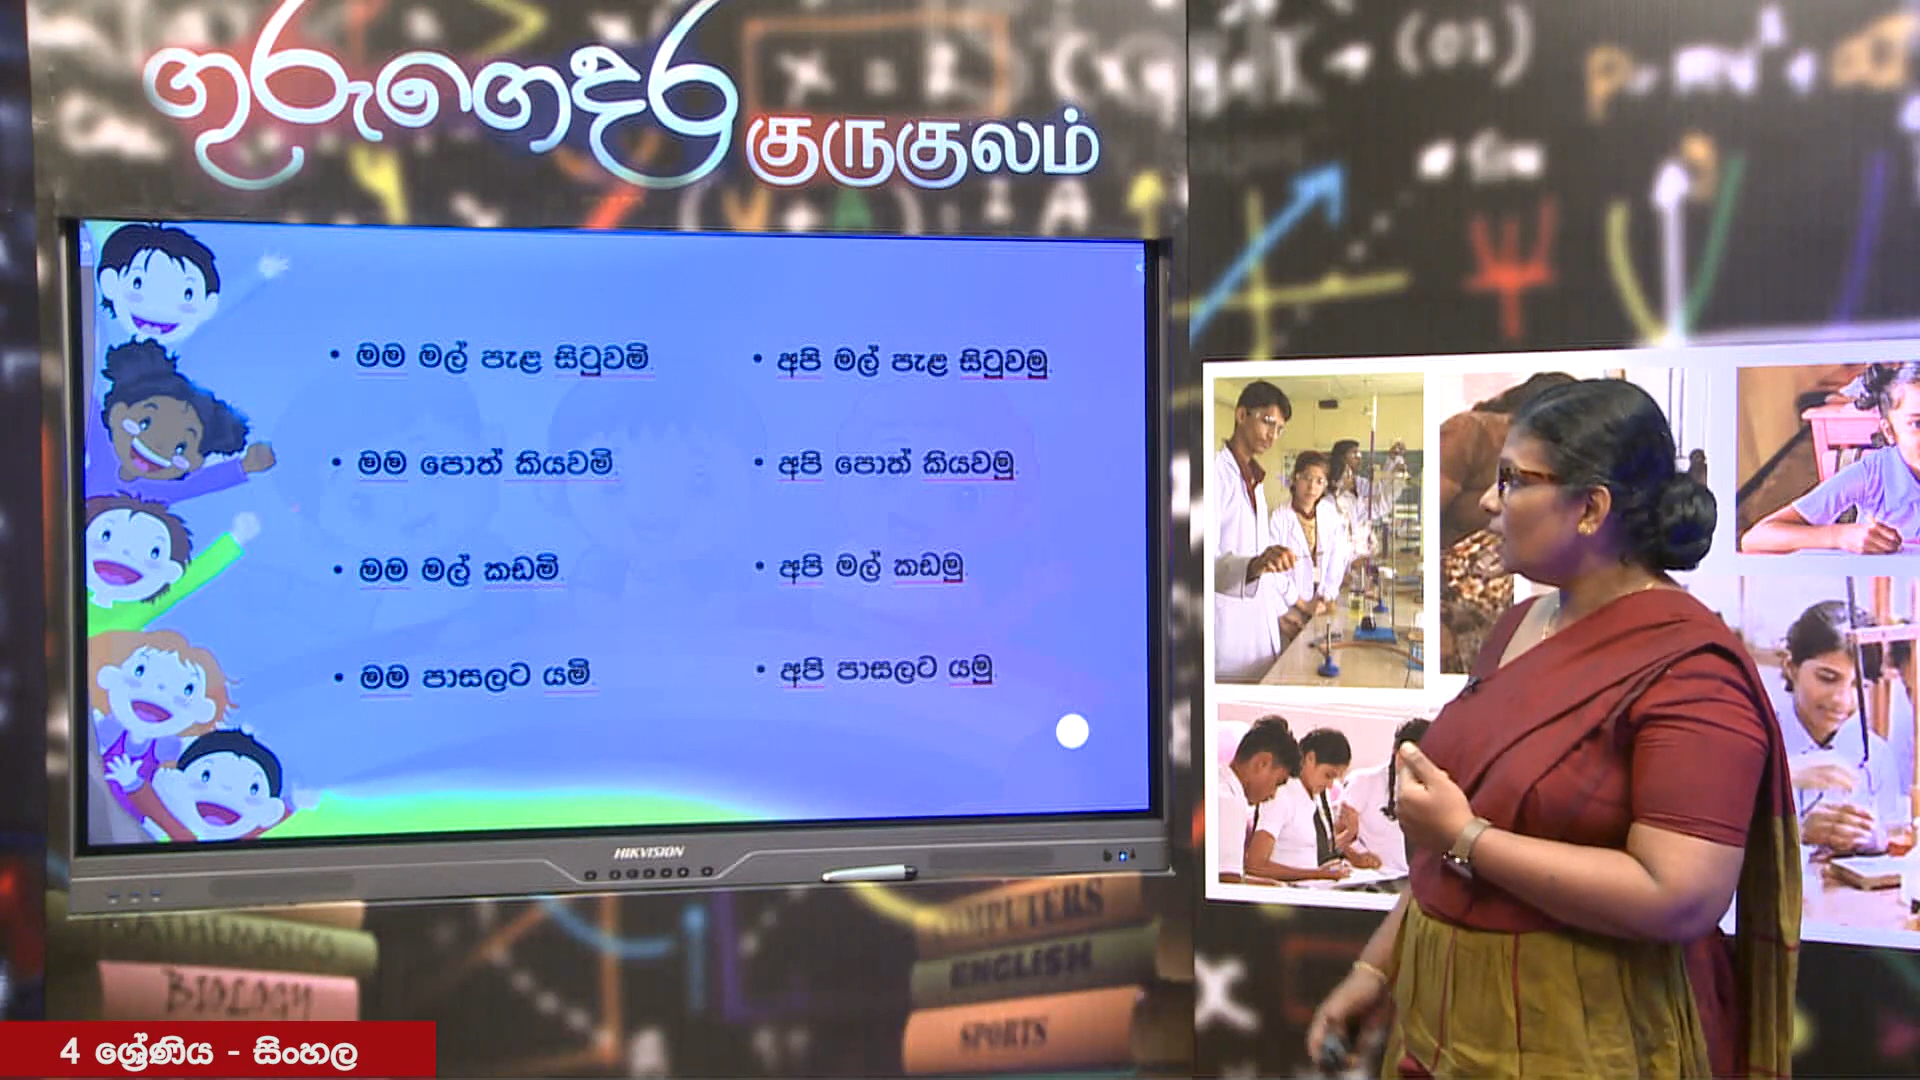 ගුරුගෙදර
குருகுலம்
• මම මල් පැළ සිටුවමි.
• මම පොත් කියවමි.
• මම මල් කඩමි.
• මම පාසලට යමි.
• අපි මල් පැළ සිටුවමු.
• අපි පොත් කියවමු.
• අපි මල් කඩමු.
• අපි පාසලට යමු.
HIKVISION
MATHEMATICS
BIOLOGY
COMPUTERS
ENGLISH
SPORTS
4 ශ්‍රේණිය - සිංහල